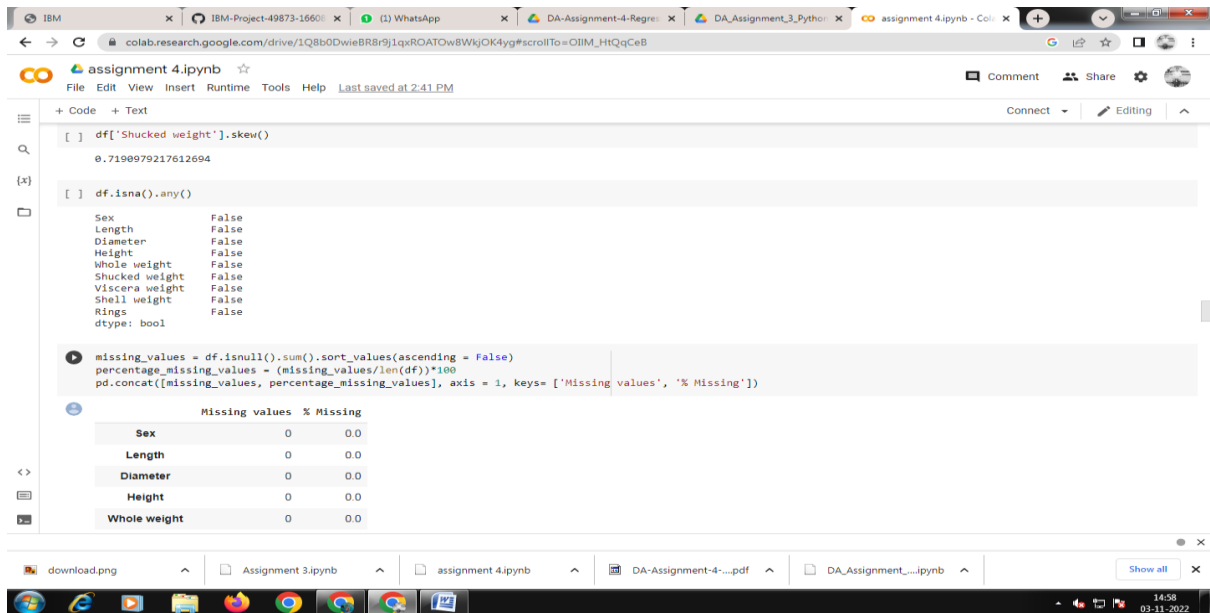 IBM
IBM-Project-49873-16608
(1) WhatsApp
DA-Assignment-4-Regres
DA_Assignment_3_Python
assignment 4.ipynb - Cola
colab.research.google.com/drive/1Q8b0DwieBR8r9j1qxROATOw8WkjOK4yg#scrollTo=OIIM_HtQqCeB
assignment 4.ipynb
Comment Share
File Edit View Insert Runtime Tools Help Last saved at 2:41 PM
+ Code + Text
Connect Editing
[ ] df['Shucked weight'].skew()
0.7190979217612694
{x}
[ ] df.isna().any()
Sex False
Length False
Diameter False
Height False
Whole weight False
Shucked weight False
Viscera weight False
Shell weight False
Rings False
dtype: bool
missing_values = df.isnull().sum().sort_values(ascending = False)
percentage_missing_values = (missing_values/len(df))*100
pd.concat([missing_values, percentage_missing_values], axis = 1, keys= ['Missing values', '% Missing'])
Missing values % Missing
Sex 0 0.0
Length 0 0.0
Diameter 0 0.0
Height 0 0.0
Whole weight 0 0.0
download.png
Assignment 3.ipynb
assignment 4.ipynb
DA-Assignment-4-....pdf
DA_Assignment_....ipynb
Show all
14:58
03-11-2022